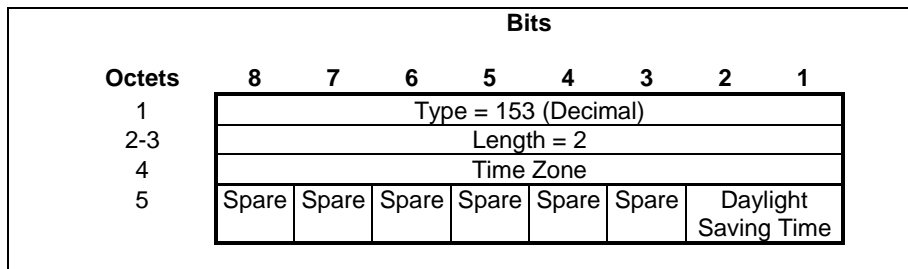 Bits
Octets 8 7 6 5 4 3 2 1
1 Type = 153 (Decimal)
2-3 Length = 2
4 Time Zone
5 Spare Spare Spare Spare Spare Spare Daylight
Saving Time